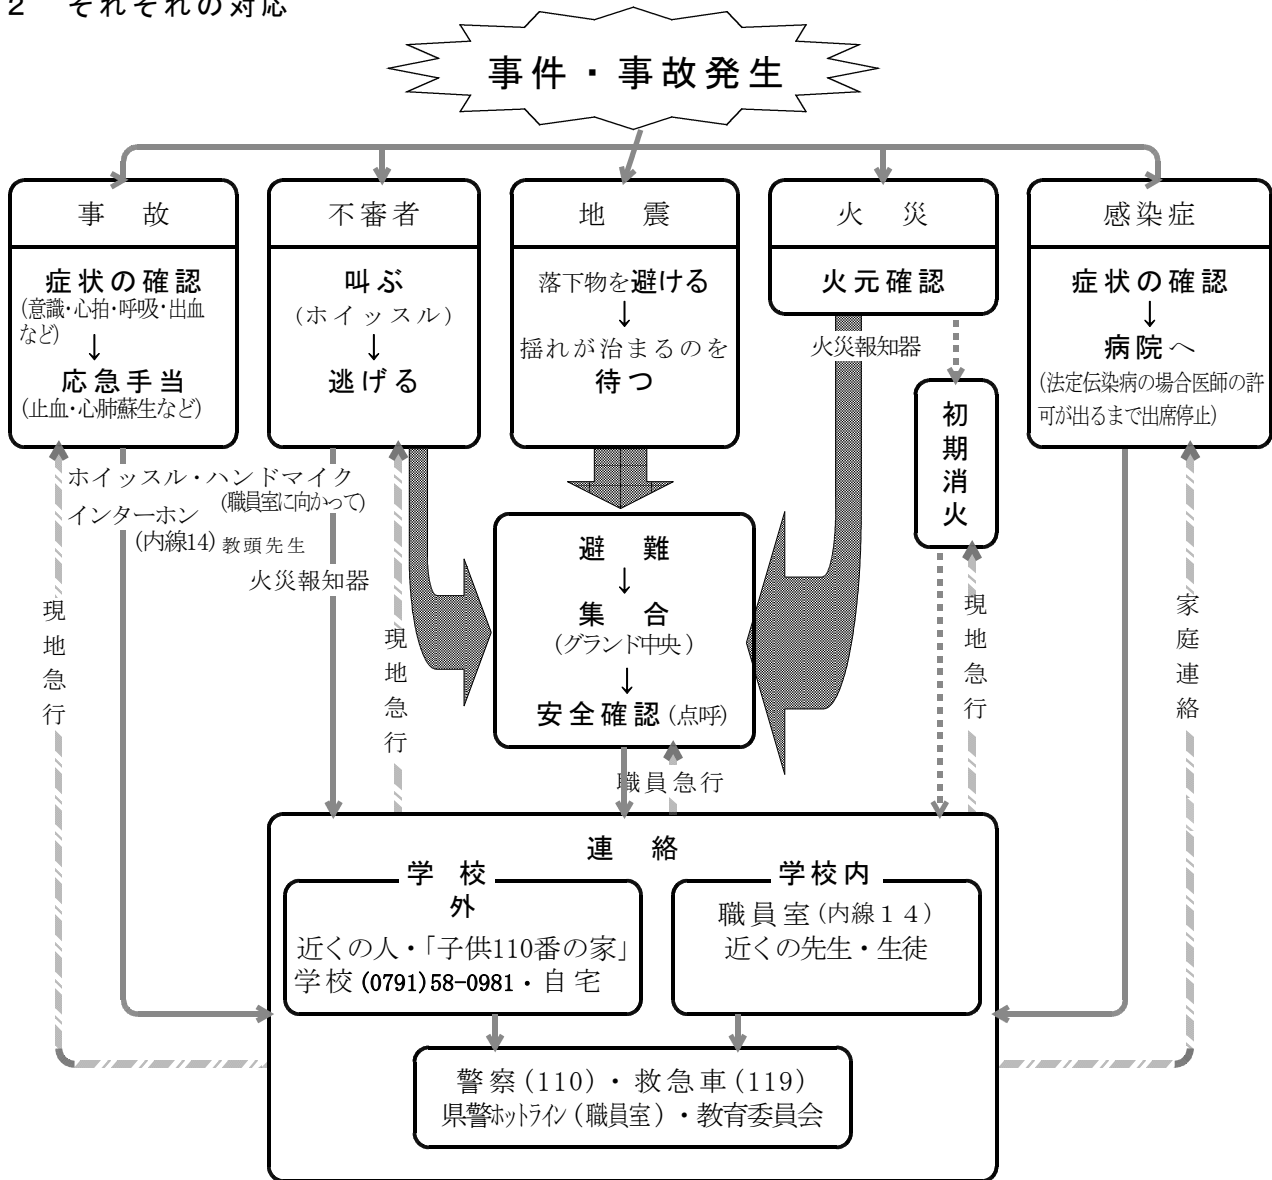 2 それぞれの対応
事件・事故発生
事 故
症状の確認
(意識・心拍・呼吸・出血
など)
↓
応急手当
(止血・心肺蘇生など)
不審者
叫ぶ
(ホイッスル)
↓
逃げる
地 震
落下物を避ける
↓
揺れが治まるのを
待つ
火 災
火元確認
火災報知器
初期消火
感染症
症状の確認
↓
病院へ
(法定伝染病の場合医師の許
可が出るまで出席停止)
ホイッスル・ハンドマイク
(職員室に向かって)
インターホン
(内線14)教頭先生
火災報知器
現地急行
現地急行
避 難
↓
集 合
(グランド中央)
↓
安全確認(点呼)
職員急行
現地急行
家庭連絡
連 絡
学 校
外
近くの人・「子供110番の家」
学校(0791)58-0981・自宅
学校内
職員室(内線14)
近くの先生・生徒
警察(110)・救急車(119)
県警ホットライン(職員室)・教育委員会